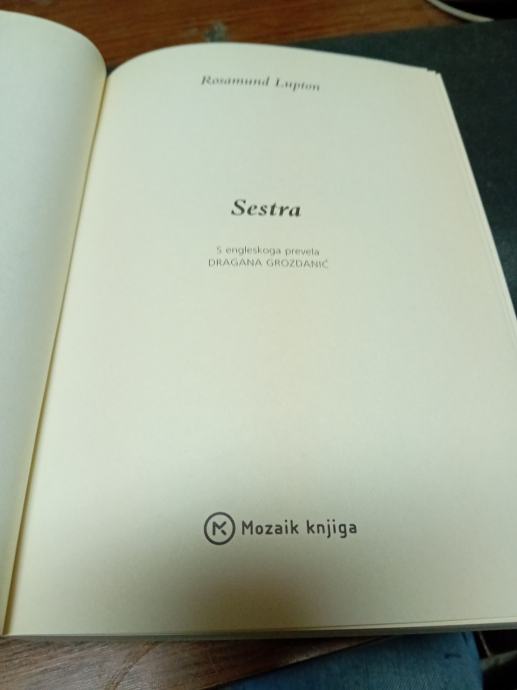 Rosamund Lupton
Sestra
S engleskoga prevela
DRAGANA GROZDANIĆ
Mozaik knjiga